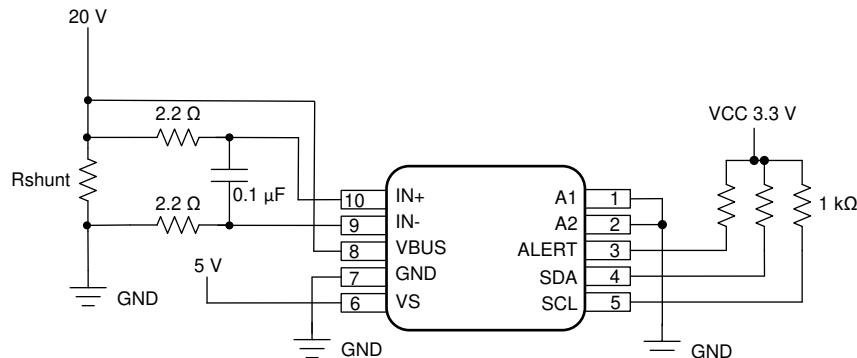 20 V
2.2 Ω
VCC 3.3 V
Rshunt
0.1 µF
1 kΩ
2.2 Ω
10 IN+ A1 1
9 IN- A2 2
8 VBUS ALERT 3
5 V
7 GND SDA 4
6 VS SCL 5
GND
GND
GND